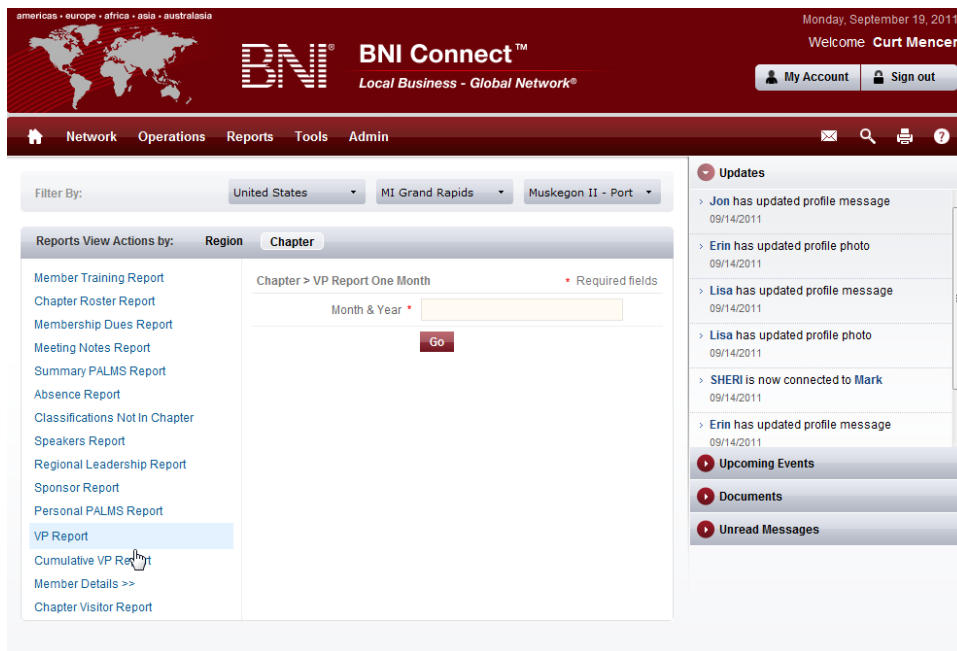 americas • europe • africa • asia • australasia
Monday, September 19, 2011
Welcome Curt Mencer
BNI®
BNI Connect™
Local Business - Global Network®
My Account
Sign out
Network Operations Reports Tools Admin
?
Filter By:
United States
MI Grand Rapids
Muskegon II - Port
Reports View Actions by: Region Chapter
Member Training Report
Chapter Roster Report
Membership Dues Report
Meeting Notes Report
Summary PALMS Report
Absence Report
Classifications Not In Chapter
Speakers Report
Regional Leadership Report
Sponsor Report
Personal PALMS Report
VP Report
Cumulative VP Report
Member Details >>
Chapter Visitor Report
Chapter > VP Report One Month
* Required fields
Month & Year *
Go
Updates
› Jon has updated profile message
09/14/2011
› Erin has updated profile photo
09/14/2011
› Lisa has updated profile message
09/14/2011
› Lisa has updated profile photo
09/14/2011
› SHERI is now connected to Mark
09/14/2011
› Erin has updated profile message
09/14/2011
Upcoming Events
Documents
Unread Messages